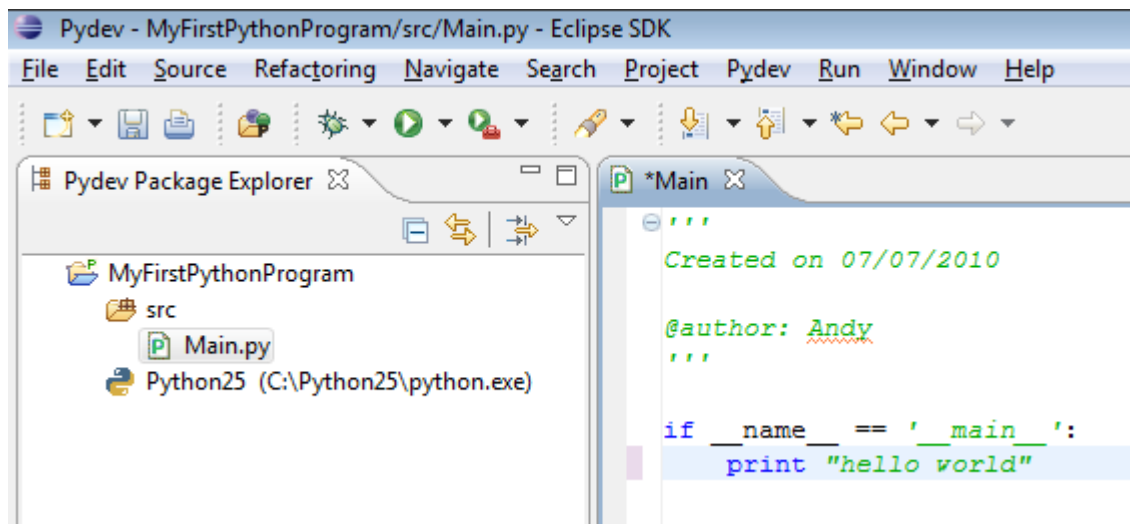 Pydev - MyFirstPythonProgram/src/Main.py - Eclipse SDK
File Edit Source Refactoring Navigate Search Project Pydev Run Window Help
Pydev Package Explorer
MyFirstPythonProgram
src
Main.py
Python25 (C:\Python25\python.exe)
*Main
'''
Created on 07/07/2010
@author: Andy
'''
if __name__ == '__main__':
    print "hello world"